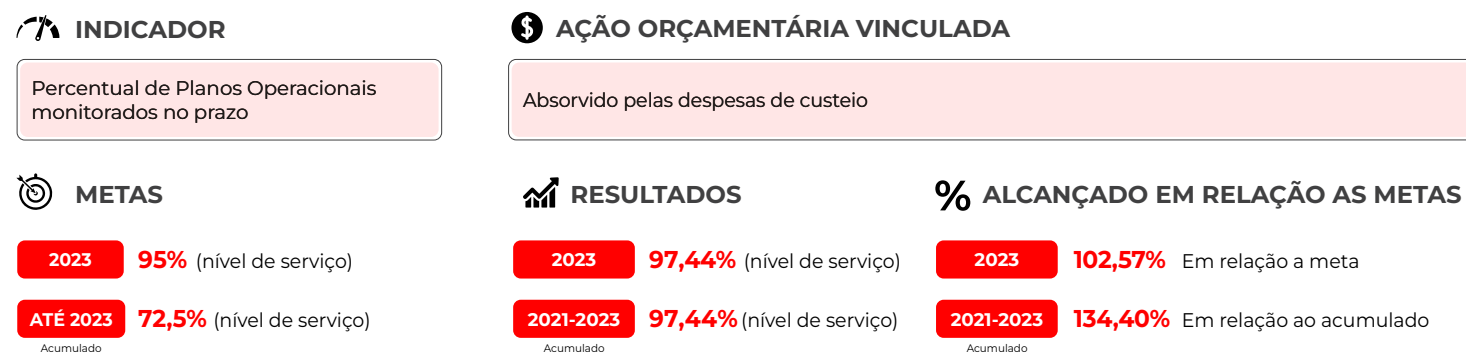 INDICADOR
Percentual de Planos Operacionais
monitorados no prazo
$ AÇÃO ORÇAMENTÁRIA VINCULADA
Absorvido pelas despesas de custeio
METAS
2023 95% (nível de serviço)
ATÉ 2023 72,5% (nível de serviço)
Acumulado
RESULTADOS
2023 97,44% (nível de serviço)
2021-2023 97,44% (nível de serviço)
Acumulado
% ALCANÇADO EM RELAÇÃO AS METAS
2023 102,57% Em relação a meta
2021-2023 134,40% Em relação ao acumulado
Acumulado